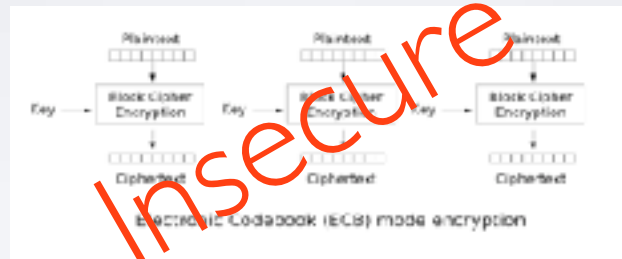 Plaintext Plaintext Plaintext
Key Block Cipher Encryption Key Block Cipher Encryption Key Block Cipher Encryption
Ciphertext Ciphertext Ciphertext
Electronic Codebook (ECB) mode encryption
Insecure